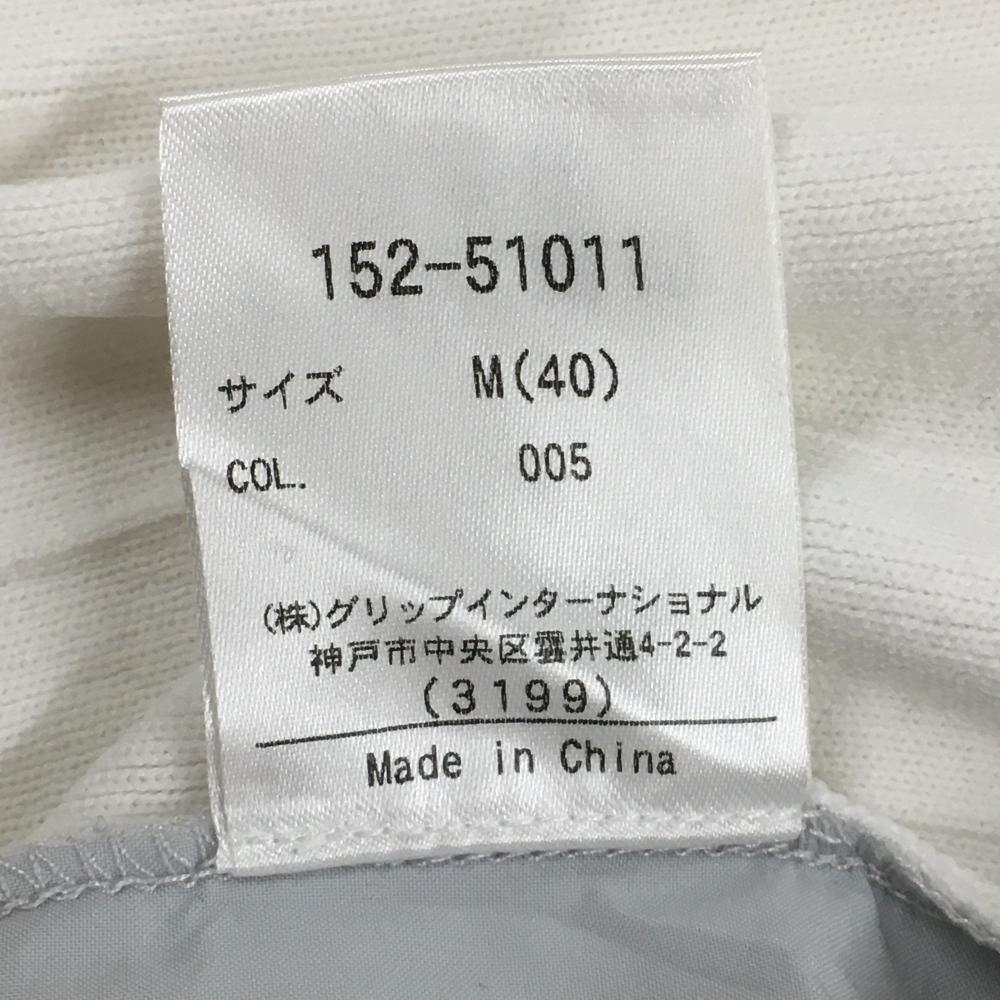 152-51011
サイズ M(40)
COL. 005
(株)グリップインターナショナル
神戸市中央区雲井通4-2-2
(3199)
Made in China